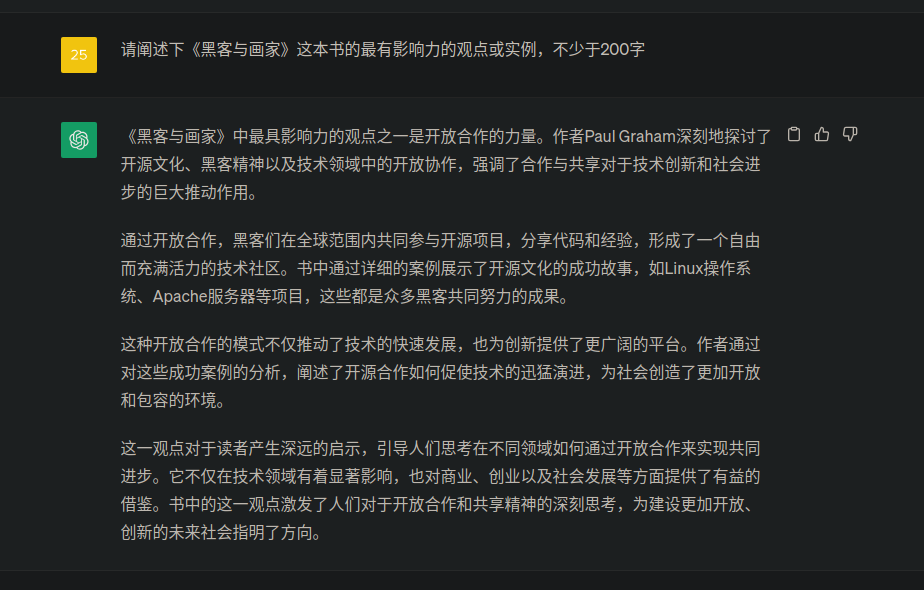 25
请阐述下《黑客与画家》这本书的最有影响力的观点或实例，不少于200字
《黑客与画家》中最具影响力的观点之一是开放合作的力量。作者Paul Graham深刻地探讨了
开源文化、黑客精神以及技术领域中的开放协作，强调了合作与共享对于技术创新和社会进
步的巨大推动作用。
通过开放合作，黑客们在全球范围内共同参与开源项目，分享代码和经验，形成了一个自由
而充满活力的技术社区。书中通过详细的案例展示了开源文化的成功故事，如Linux操作系
统、Apache服务器等项目，这些都是众多黑客共同努力的成果。
这种开放合作的模式不仅推动了技术的快速发展，也为创新提供了更广阔的平台。作者通过
对这些成功案例的分析，阐述了开源合作如何促使技术的迅猛演进，为社会创造了更加开放
和包容的环境。
这一观点对于读者产生深远的启示，引导人们思考在不同领域如何通过开放合作来实现共同
进步。它不仅在技术领域有着显著影响，也对商业、创业以及社会发展等方面提供了有益的
借鉴。书中的这一观点激发了人们对于开放合作和共享精神的深刻思考，为建设更加开放、
创新的未来社会指明了方向。